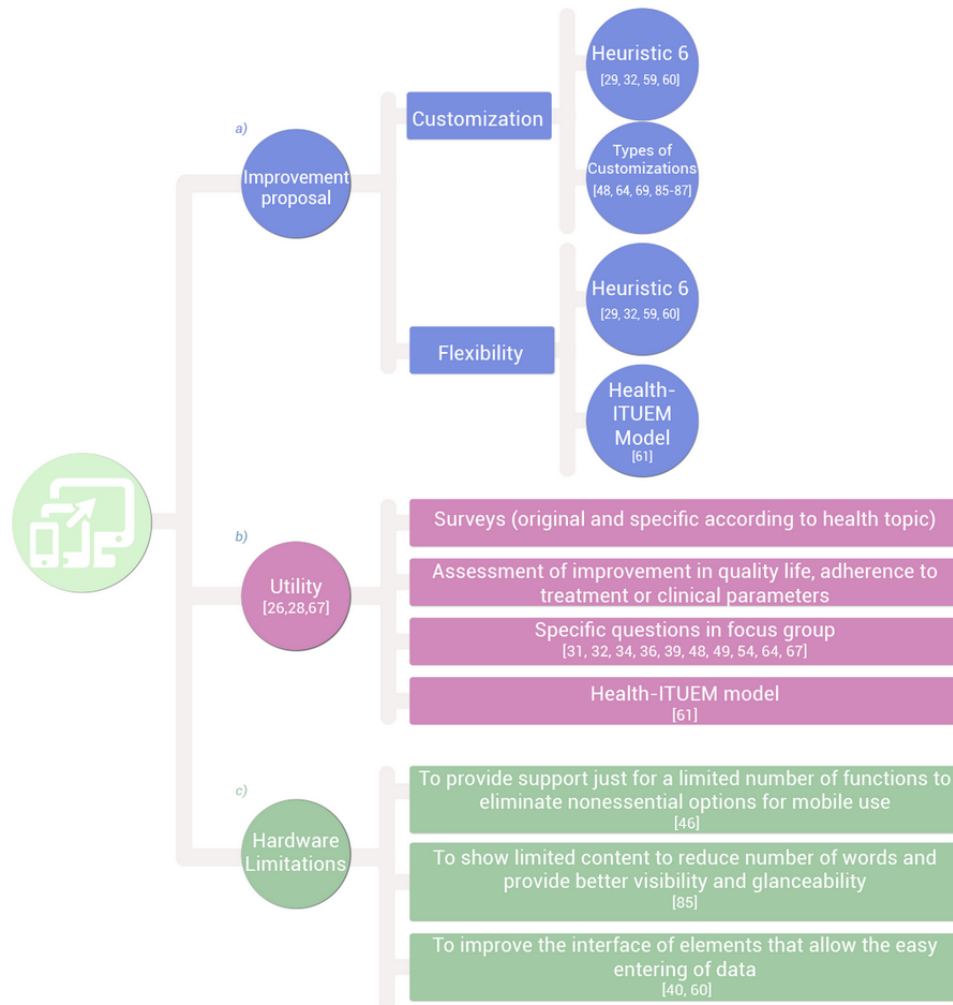 a)
Improvement
proposal
Customization
Heuristic 6
[29, 32, 59, 60]
Types of
Customizations
[48, 64, 69, 85-87]
Flexibility
Heuristic 6
[29, 32, 59, 60]
Health-
ITUEM
Model
[61]
b)
Utility
[26,28,67]
Surveys (original and specific according to health topic)
Assessment of improvement in quality life, adherence to
treatment or clinical parameters
Specific questions in focus group
[31, 32, 34, 36, 39, 48, 49, 54, 64, 67]
Health-ITUEM model
[61]
c)
Hardware
Limitations
To provide support just for a limited number of functions to
eliminate nonessential options for mobile use
[46]
To show limited content to reduce number of words and
provide better visibility and glanceability
[85]
To improve the interface of elements that allow the easy
entering of data
[40, 60]